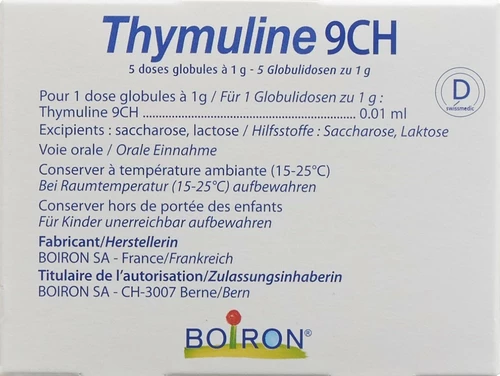 Thymuline 9CH
5 doses globules à 1 g - 5 Globulidosen zu 1 g
Pour 1 dose globules à 1g / Für 1 Globulidosen zu 1 g :
Thymuline 9CH ........................................................ 0.01 ml
Excipients : saccharose, lactose / Hilfsstoffe : Saccharose, Laktose
Voie orale / Orale Einnahme
Conserver à température ambiante (15-25°C)
Bei Raumtemperatur (15-25°C) aufbewahren
Conserver hors de portée des enfants
Für Kinder unerreichbar aufbewahren
Fabricant/Herstellerin
BOIRON SA - France/Frankreich
Titulaire de l'autorisation/Zulassungsinhaberin
BOIRON SA - CH-3007 Berne/Bern
D
swissmedic
BOIRON®